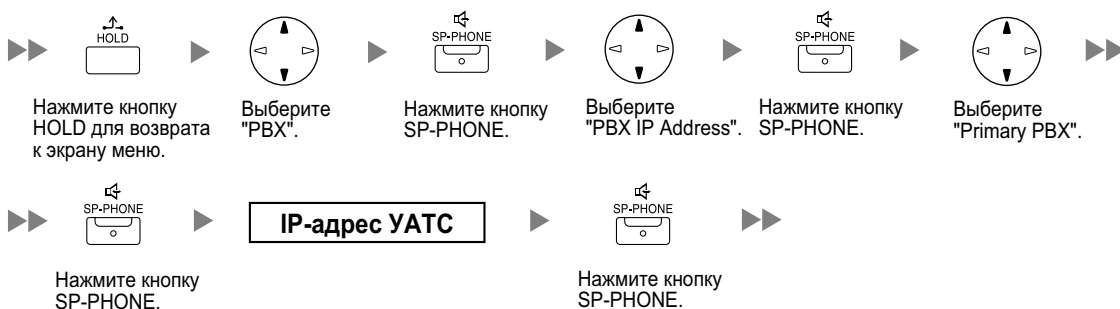 HOLD
SP-PHONE
SP-PHONE
Нажмите кнопку
HOLD для возврата
к экрану меню.
Выберите
"PBX".
Нажмите кнопку
SP-PHONE.
Выберите
"PBX IP Address".
Нажмите кнопку
SP-PHONE.
Выберите
"Primary PBX".
SP-PHONE
IP-адрес УАТС
SP-PHONE
Нажмите кнопку
SP-PHONE.
Нажмите кнопку
SP-PHONE.